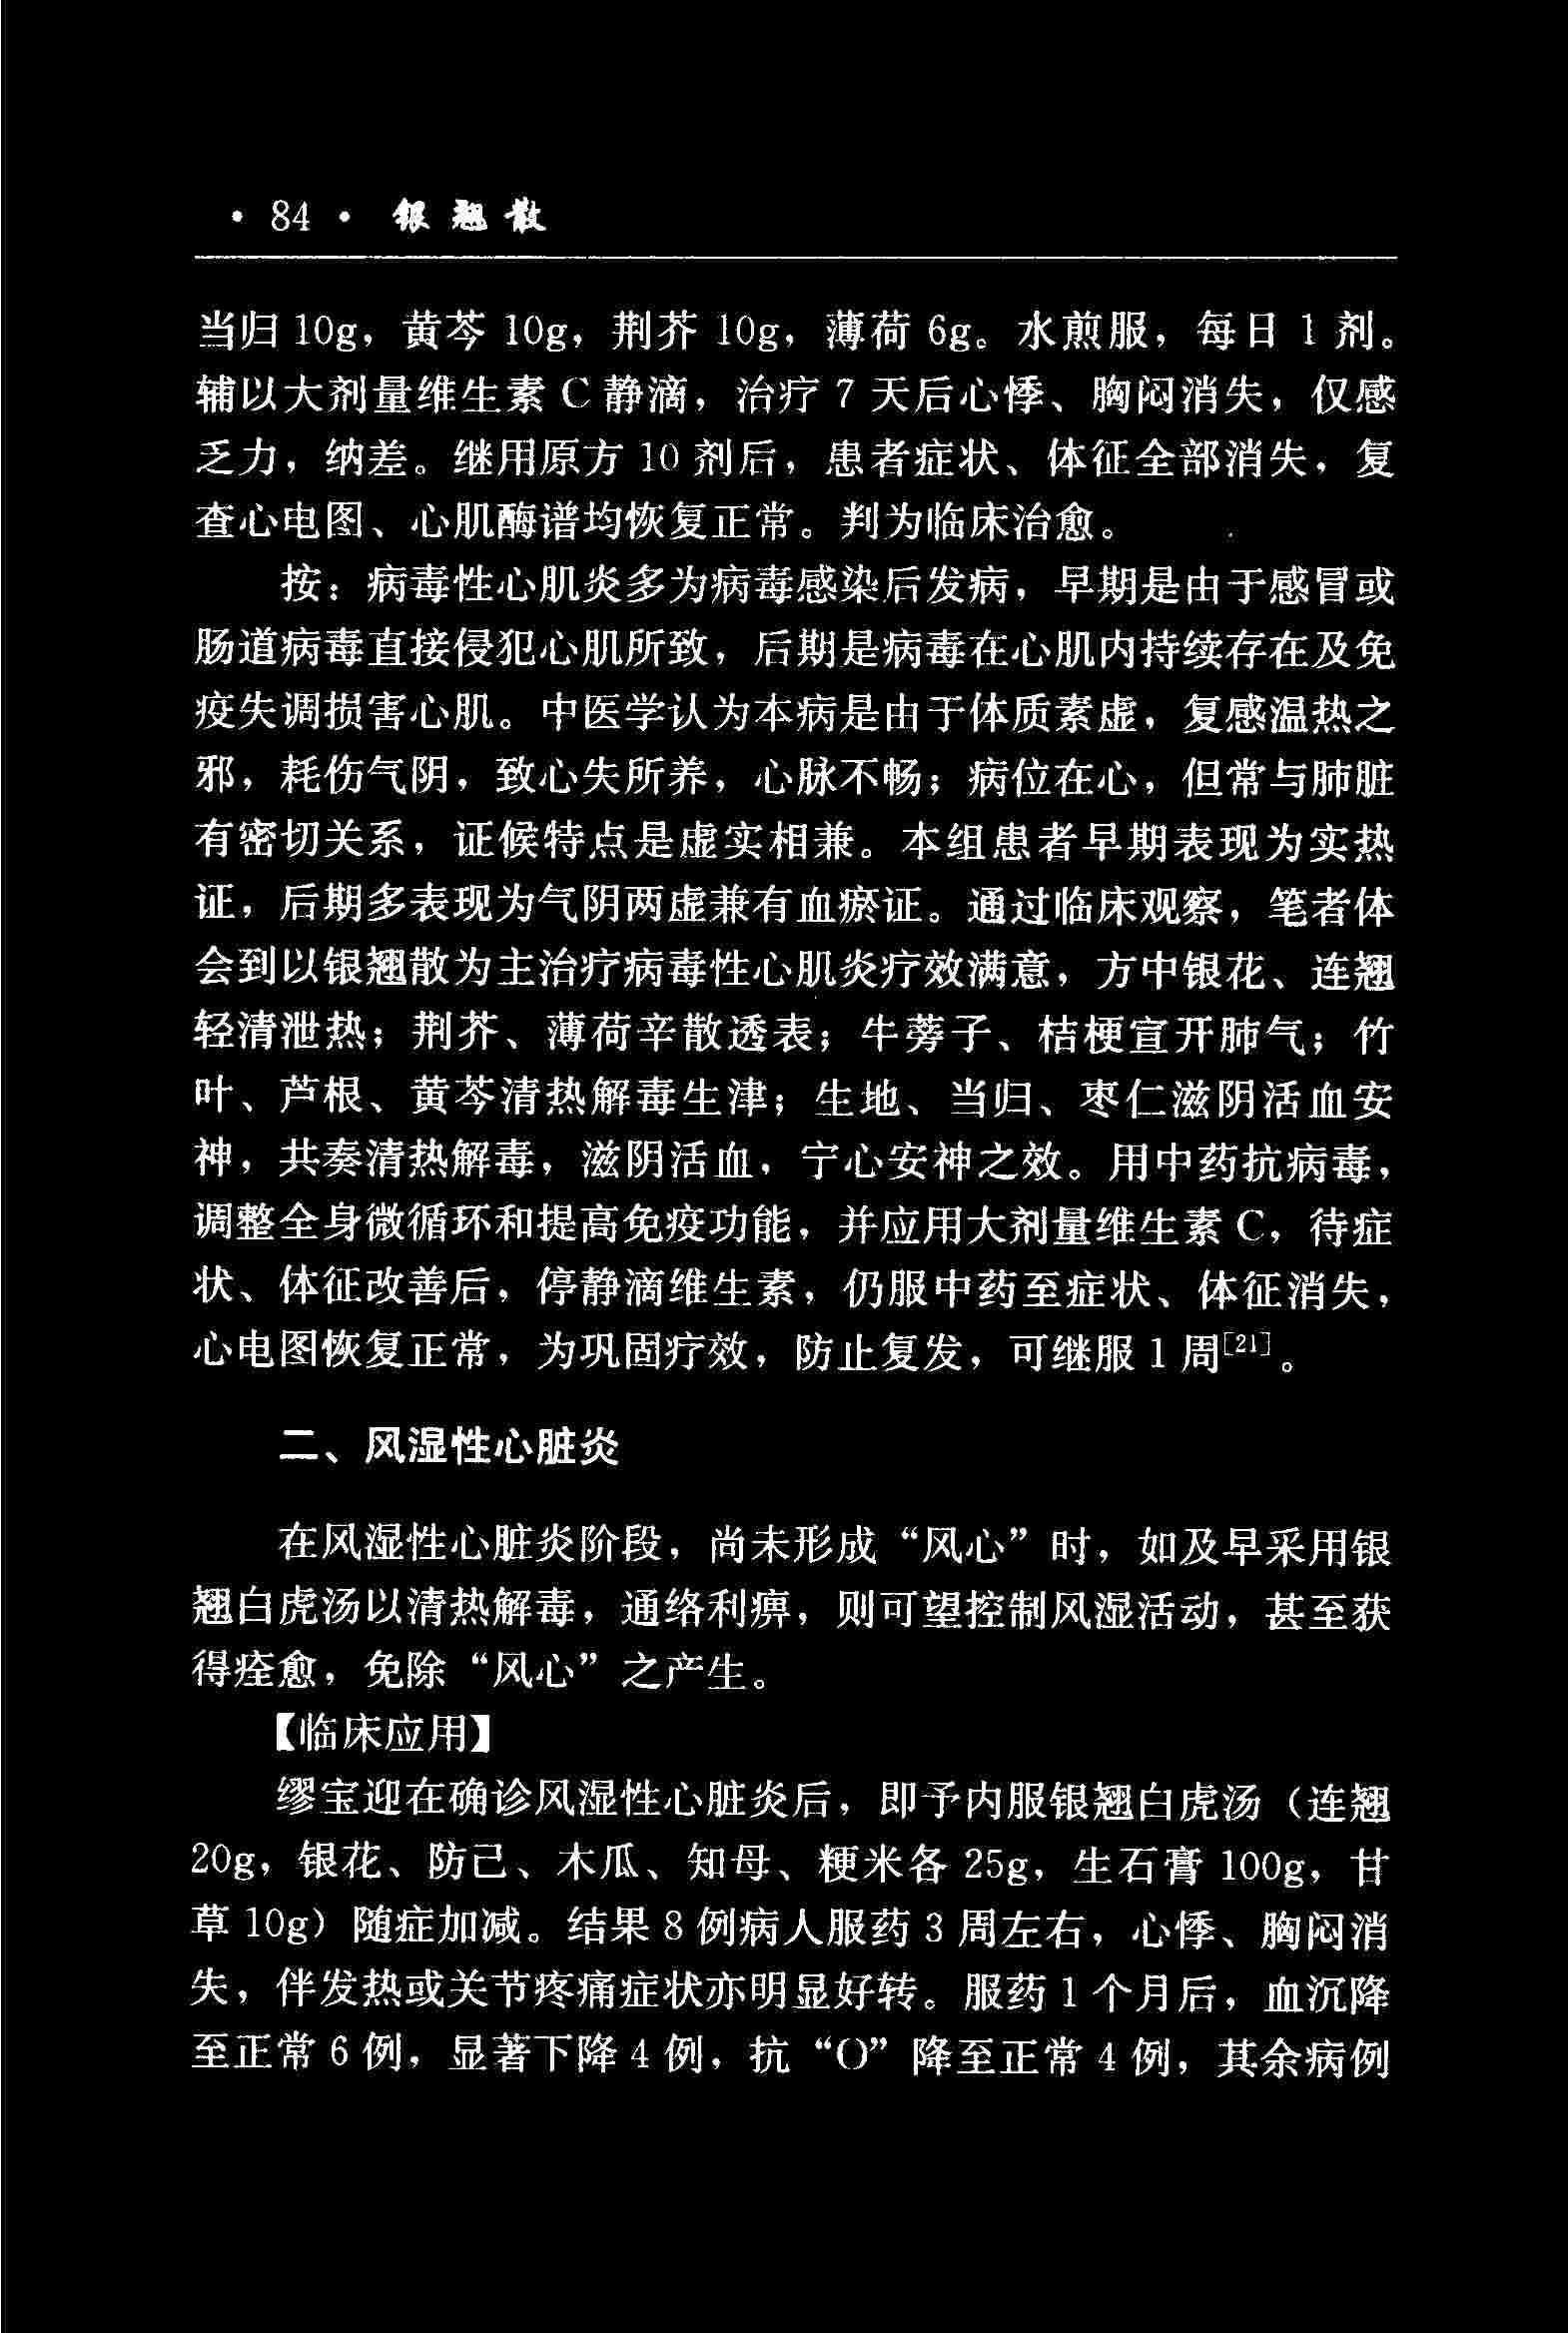 ·84· 银翘散
当归 10g，黄芩 10g，荆芥 10g，薄荷 6g。水煎服，每日 1 剂。
辅以大剂量维生素 C 静滴，治疗 7 天后心悸、胸闷消失，仅感
乏力，纳差。继用原方 10 剂后，患者症状、体征全部消失，复
查心电图、心肌酶谱均恢复正常。判为临床治愈。
按：病毒性心肌炎多为病毒感染后发病，早期是由于感冒或
肠道病毒直接侵犯心肌所致，后期是病毒在心肌内持续存在及免
疫失调损害心肌。中医学认为本病是由于体质素虚，复感温热之
邪，耗伤气阴，致心失所养，心脉不畅；病位在心，但常与肺脏
有密切关系，证候特点是虚实相兼。本组患者早期表现为实热
证，后期多表现为气阴两虚兼有血瘀证。通过临床观察，笔者体
会到以银翘散为主治疗病毒性心肌炎疗效满意，方中银花、连翘
轻清泄热；荆芥、薄荷辛散透表；牛蒡子、桔梗宣开肺气；竹
叶、芦根、黄芩清热解毒生津；生地、当归、枣仁滋阴活血安
神，共奏清热解毒，滋阴活血，宁心安神之效。用中药抗病毒，
调整全身微循环和提高免疫功能，并应用大剂量维生素 C，待症
状、体征改善后，停静滴维生素，仍服中药至症状、体征消失，
心电图恢复正常，为巩固疗效，防止复发，可继服 1 周[21]。
二、风湿性心脏炎
在风湿性心脏炎阶段，尚未形成“风心”时，如及早采用银
翘白虎汤以清热解毒，通络利痹，则可望控制风湿活动，甚至获
得痊愈，免除“风心”之产生。
【临床应用】
缪宝迎在确诊风湿性心脏炎后，即予内服银翘白虎汤（连翘
20g，银花、防己、木瓜、知母、粳米各 25g，生石膏 100g，甘
草 10g）随症加减。结果 8 例病人服药 3 周左右，心悸、胸闷消
失，伴发热或关节疼痛症状亦明显好转。服药 1 个月后，血沉降
至正常 6 例，显著下降 4 例，抗“O”降至正常 4 例，其余病例